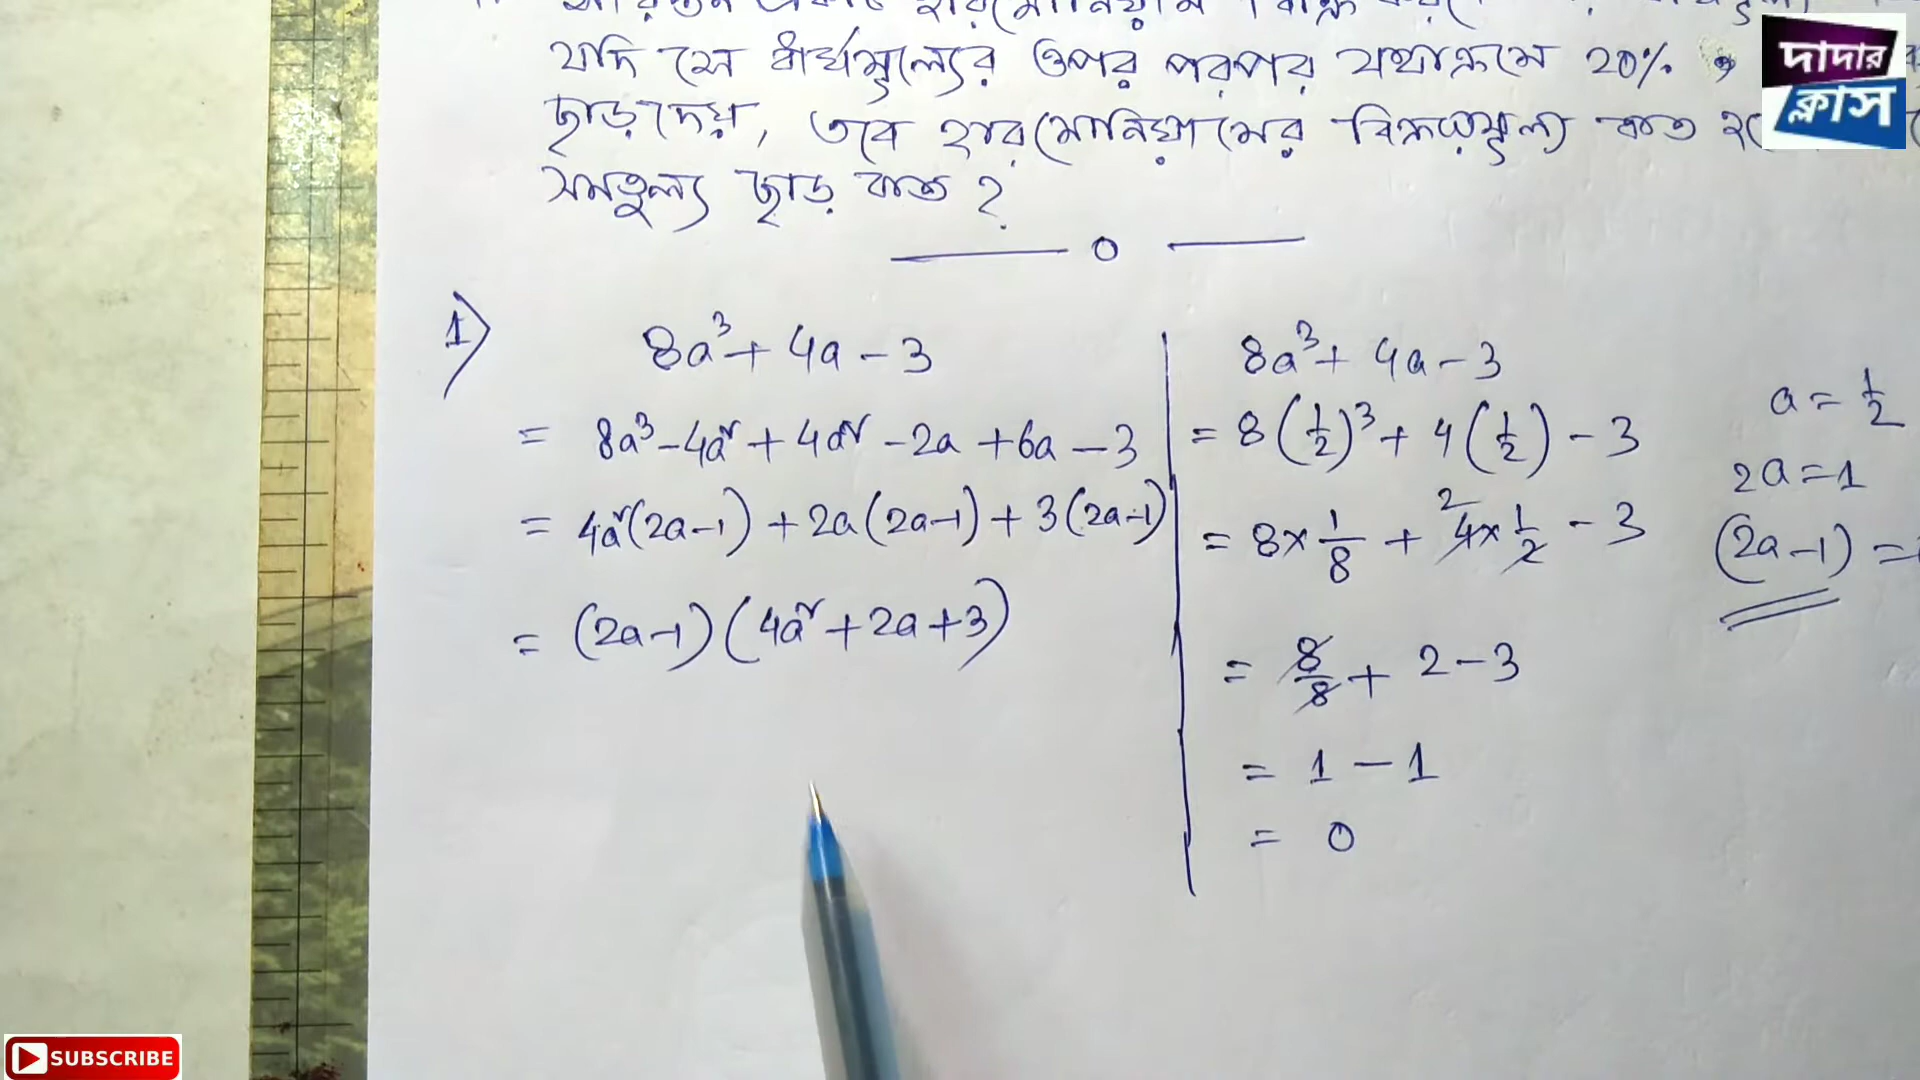 যদি সে ধার্যমূল্যের ওপর পরপর যথাক্রমে 20%
ছাড় দেয়, তবে হারমোনিয়ামের বিক্রয়মূল্য কত
সমতুল্য ছাড় কত?
0
দাদার
ক্লাস
1)
8a³ + 4a - 3
= 8a³ - 4a² + 4a² - 2a + 6a - 3
= 4a²(2a-1) + 2a(2a-1) + 3(2a-1)
= (2a-1)(4a² + 2a + 3)
8a³ + 4a - 3
= 8(1/2)³ + 4(1/2) - 3
= 8×1/8 + 4×1/2 - 3
2
= 8/8 + 2 - 3
= 1 - 1
= 0
a = 1/2
2a = 1
(2a-1) =
SUBSCRIBE